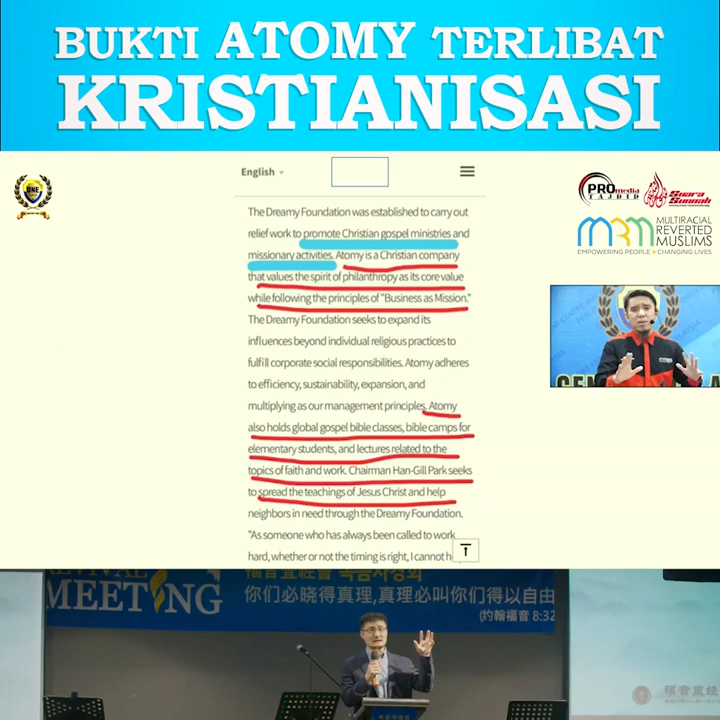 BUKTI ATOMY TERLIBAT
KRISTIANISASI
English
The Dreamy Foundation was established to carry out
relief work to promote Christian gospel ministries and
missionary activities. Atomy is a Christian company
that values the spirit of philanthropy as its core value
while following the principles of "Business as Mission."
The Dreamy Foundation seeks to expand its
influences beyond individual religious practices to
fulfill corporate social responsibilities. Atomy adheres
to efficiency, sustainability, expansion, and
multiplying as our management principles. Atomy
also holds global gospel bible classes, bible camps for
elementary students, and lectures related to the
topics of faith and work. Chairman Han-Gill Park seeks
to spread the teachings of Jesus Christ and help
neighbors in need through the Dreamy Foundation.
"As someone who has always been called to work
hard, whether or not the timing is right, I cannot
ONE
PRO media
TAJDID
Suara
Sunnah
MRM
MULTIRACIAL
REVERTED
MUSLIMS
EMPOWERING PEOPLE CHANGING LIVES
REVIVAL
MEETING
你们必晓得真理,真理必叫你们得以自由
(约翰福音 8:32